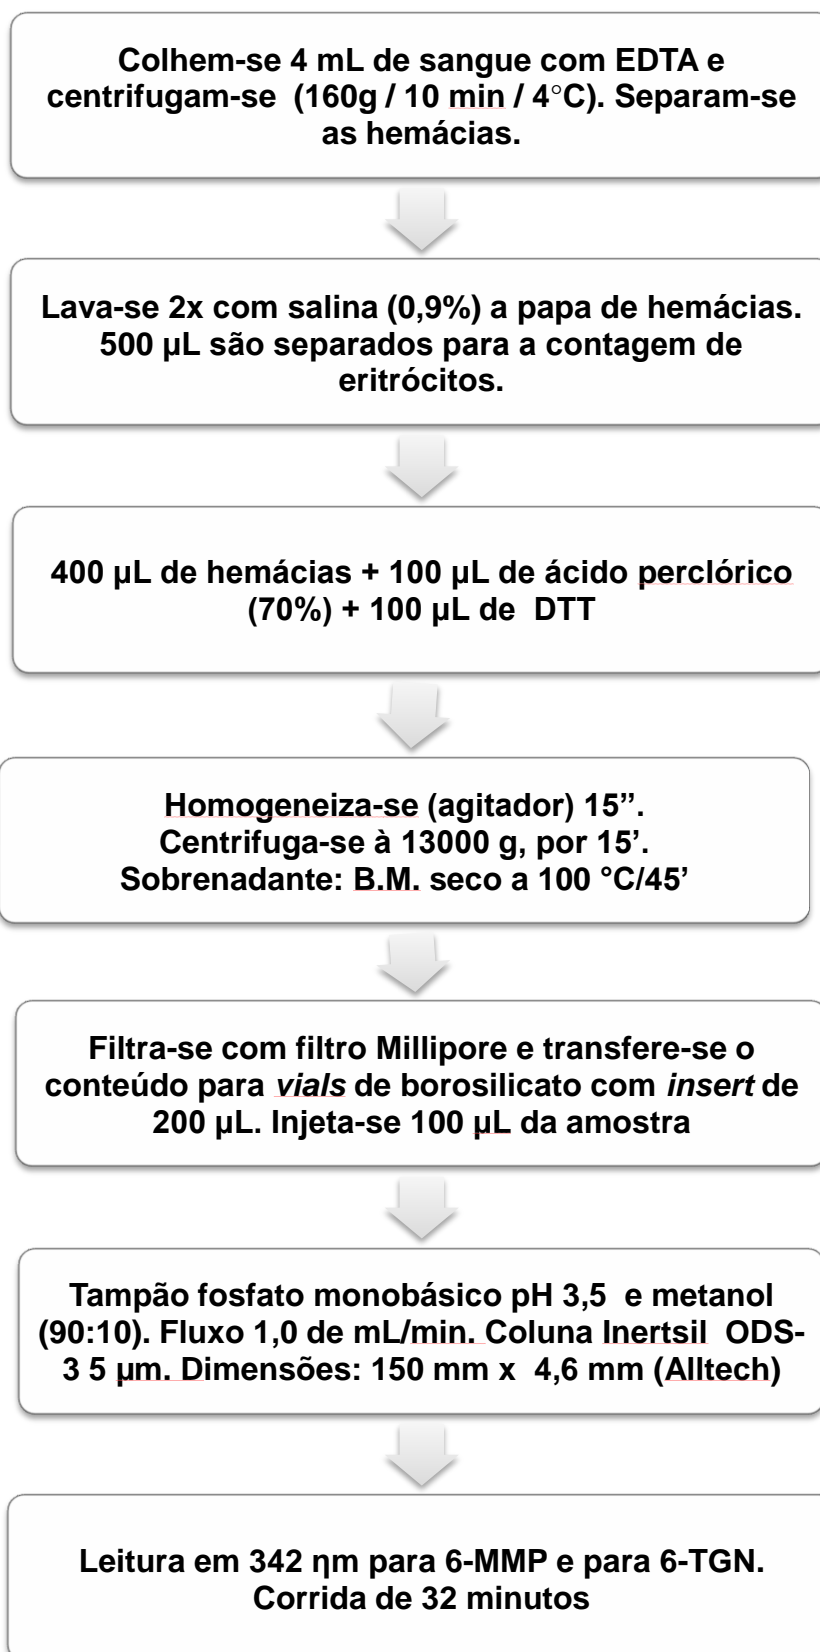 Colhem-se 4 mL de sangue com EDTA e
centrifugam-se (160g / 10 min / 4°C). Separam-se
as hemácias.
Lava-se 2x com salina (0,9%) a papa de hemácias.
500 µL são separados para a contagem de
eritrócitos.
400 µL de hemácias + 100 µL de ácido perclórico
(70%) + 100 µL de DTT
Homogeneiza-se (agitador) 15”.
Centrifuga-se à 13000 g, por 15’.
Sobrenadante: B.M. seco a 100 °C/45’
Filtra-se com filtro Millipore e transfere-se o
conteúdo para vials de borosilicato com insert de
200 µL. Injeta-se 100 µL da amostra
Tampão fosfato monobásico pH 3,5 e metanol
(90:10). Fluxo 1,0 de mL/min. Coluna Inertsil ODS-
3 5 µm. Dimensões: 150 mm x 4,6 mm (Alltech)
Leitura em 342 ηm para 6-MMP e para 6-TGN.
Corrida de 32 minutos